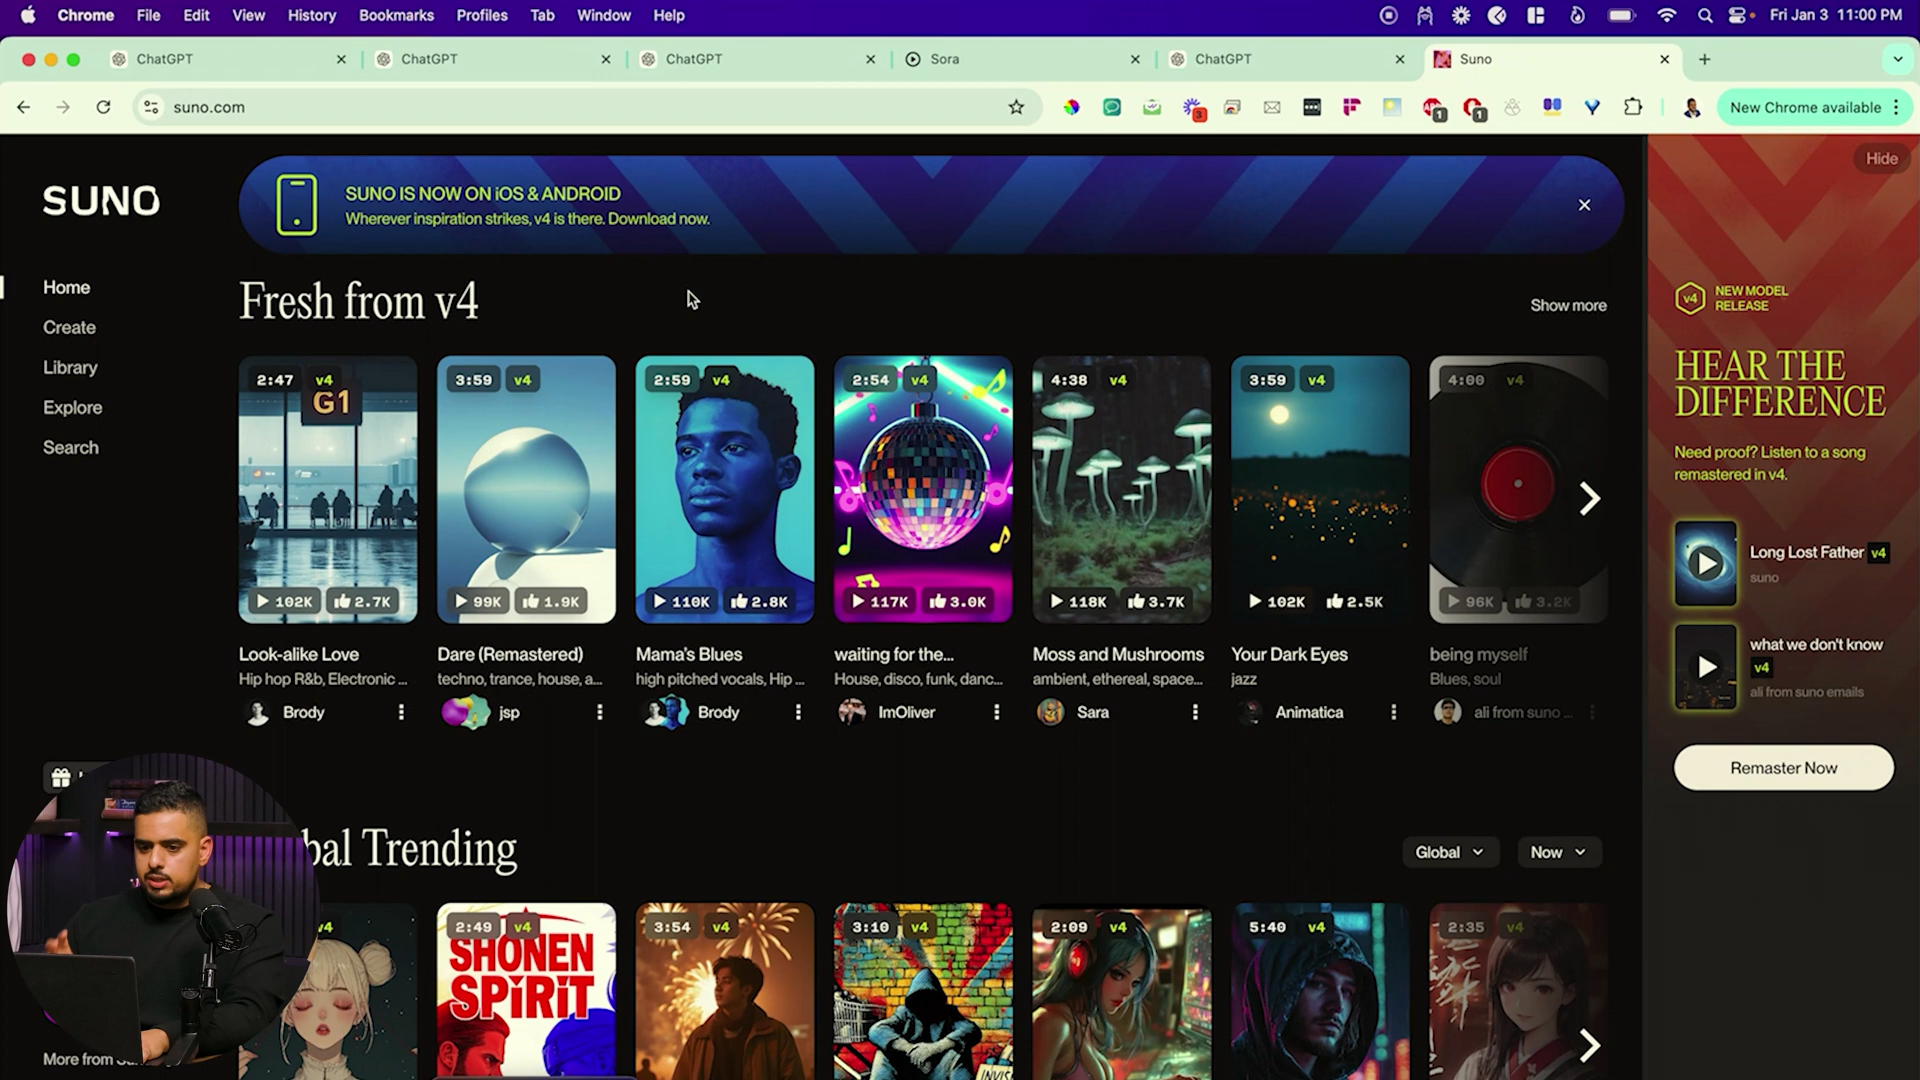 Chrome File Edit View History Bookmarks Profiles Tab Window Help Fri Jan 3 11:00 PM
ChatGPT ChatGPT ChatGPT Sora ChatGPT Suno
suno.com 3 1 1 New Chrome available
SUNO
SUNO IS NOW ON iOS & ANDROID
Wherever inspiration strikes, v4 is there. Download now.
Hide
Home
Create
Library
Explore
Search
Fresh from v4
Show more
2:47 v4 3:59 v4 2:59 v4 2:54 v4 4:38 v4 3:59 v4 4:00 v4
G1
102K 2.7K 99K 1.9K 110K 2.8K 117K 3.0K 118K 3.7K 102K 2.5K 96K 3.2K
Look-alike Love Dare (Remastered) Mama's Blues waiting for the... Moss and Mushrooms Your Dark Eyes being myself
Hip hop R&b, Electronic ... techno, trance, house, a... high pitched vocals, Hip ... House, disco, funk, danc... ambient, ethereal, space... jazz Blues, soul
Brody jsp Brody ImOliver Sara Animatica ali from suno ...
v4 NEW MODEL
RELEASE
HEAR THE
DIFFERENCE
Need proof? Listen to a song
remastered in v4.
Long Lost Father v4
suno
what we don't know
v4
ali from suno emails
Remaster Now
bal Trending
Global Now
v4 2:49 v4 3:54 v4 3:10 v4 2:09 v4 5:40 v4 2:35 v4
SHONEN
SPIRIT
More from